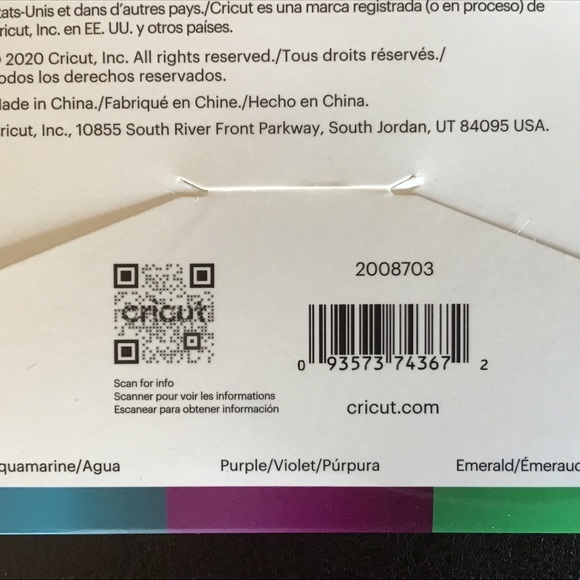 tats-Unis et dans d'autres pays./Cricut es una marca registrada (o en proceso) de
ricut, Inc. en EE. UU. y otros países.
2020 Cricut, Inc. All rights reserved./Tous droits réservés./
odos los derechos reservados.
ade in China./Fabriqué en Chine./Hecho en China.
ricut, Inc., 10855 South River Front Parkway, South Jordan, UT 84095 USA.
cricut
2008703
0 93573 74367 2
Scan for info
Scanner pour voir les informations
Escanear para obtener información
cricut.com
quamarine/Agua Purple/Violet/Púrpura Emerald/Émeraud